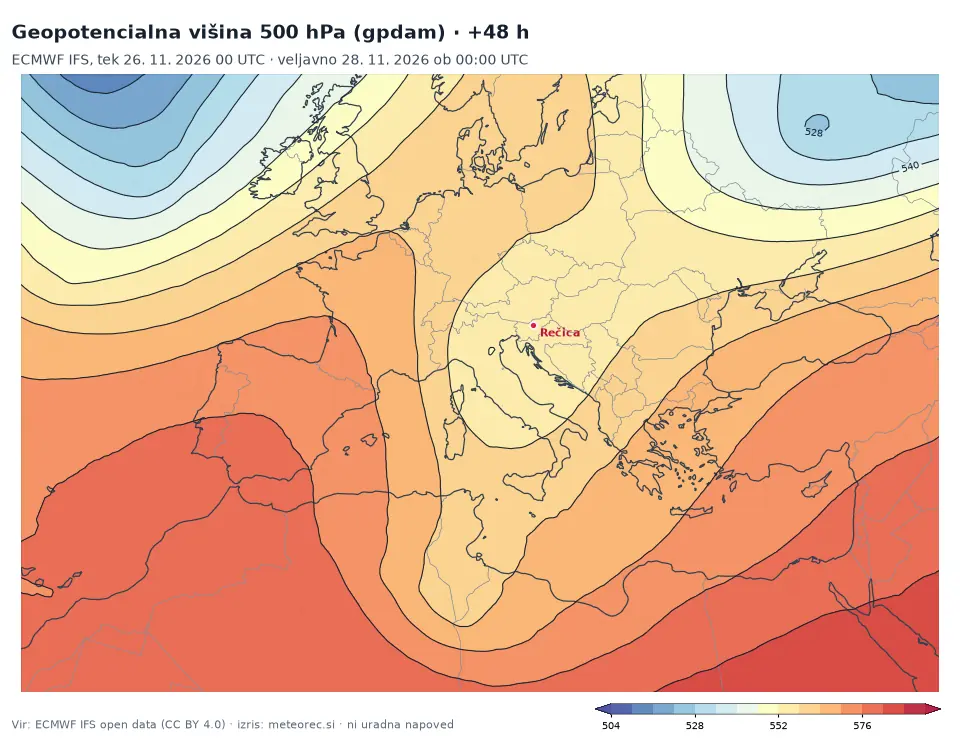 Geopotencialna višina 500 hPa (gpdam) · +48 h
ECMWF IFS, tek 26. 11. 2026 00 UTC · veljavno 28. 11. 2026 ob 00:00 UTC
528
540
Rečica
504 528 552 576
Vir: ECMWF IFS open data (CC BY 4.0) · izris: meteorec.si · ni uradna napoved